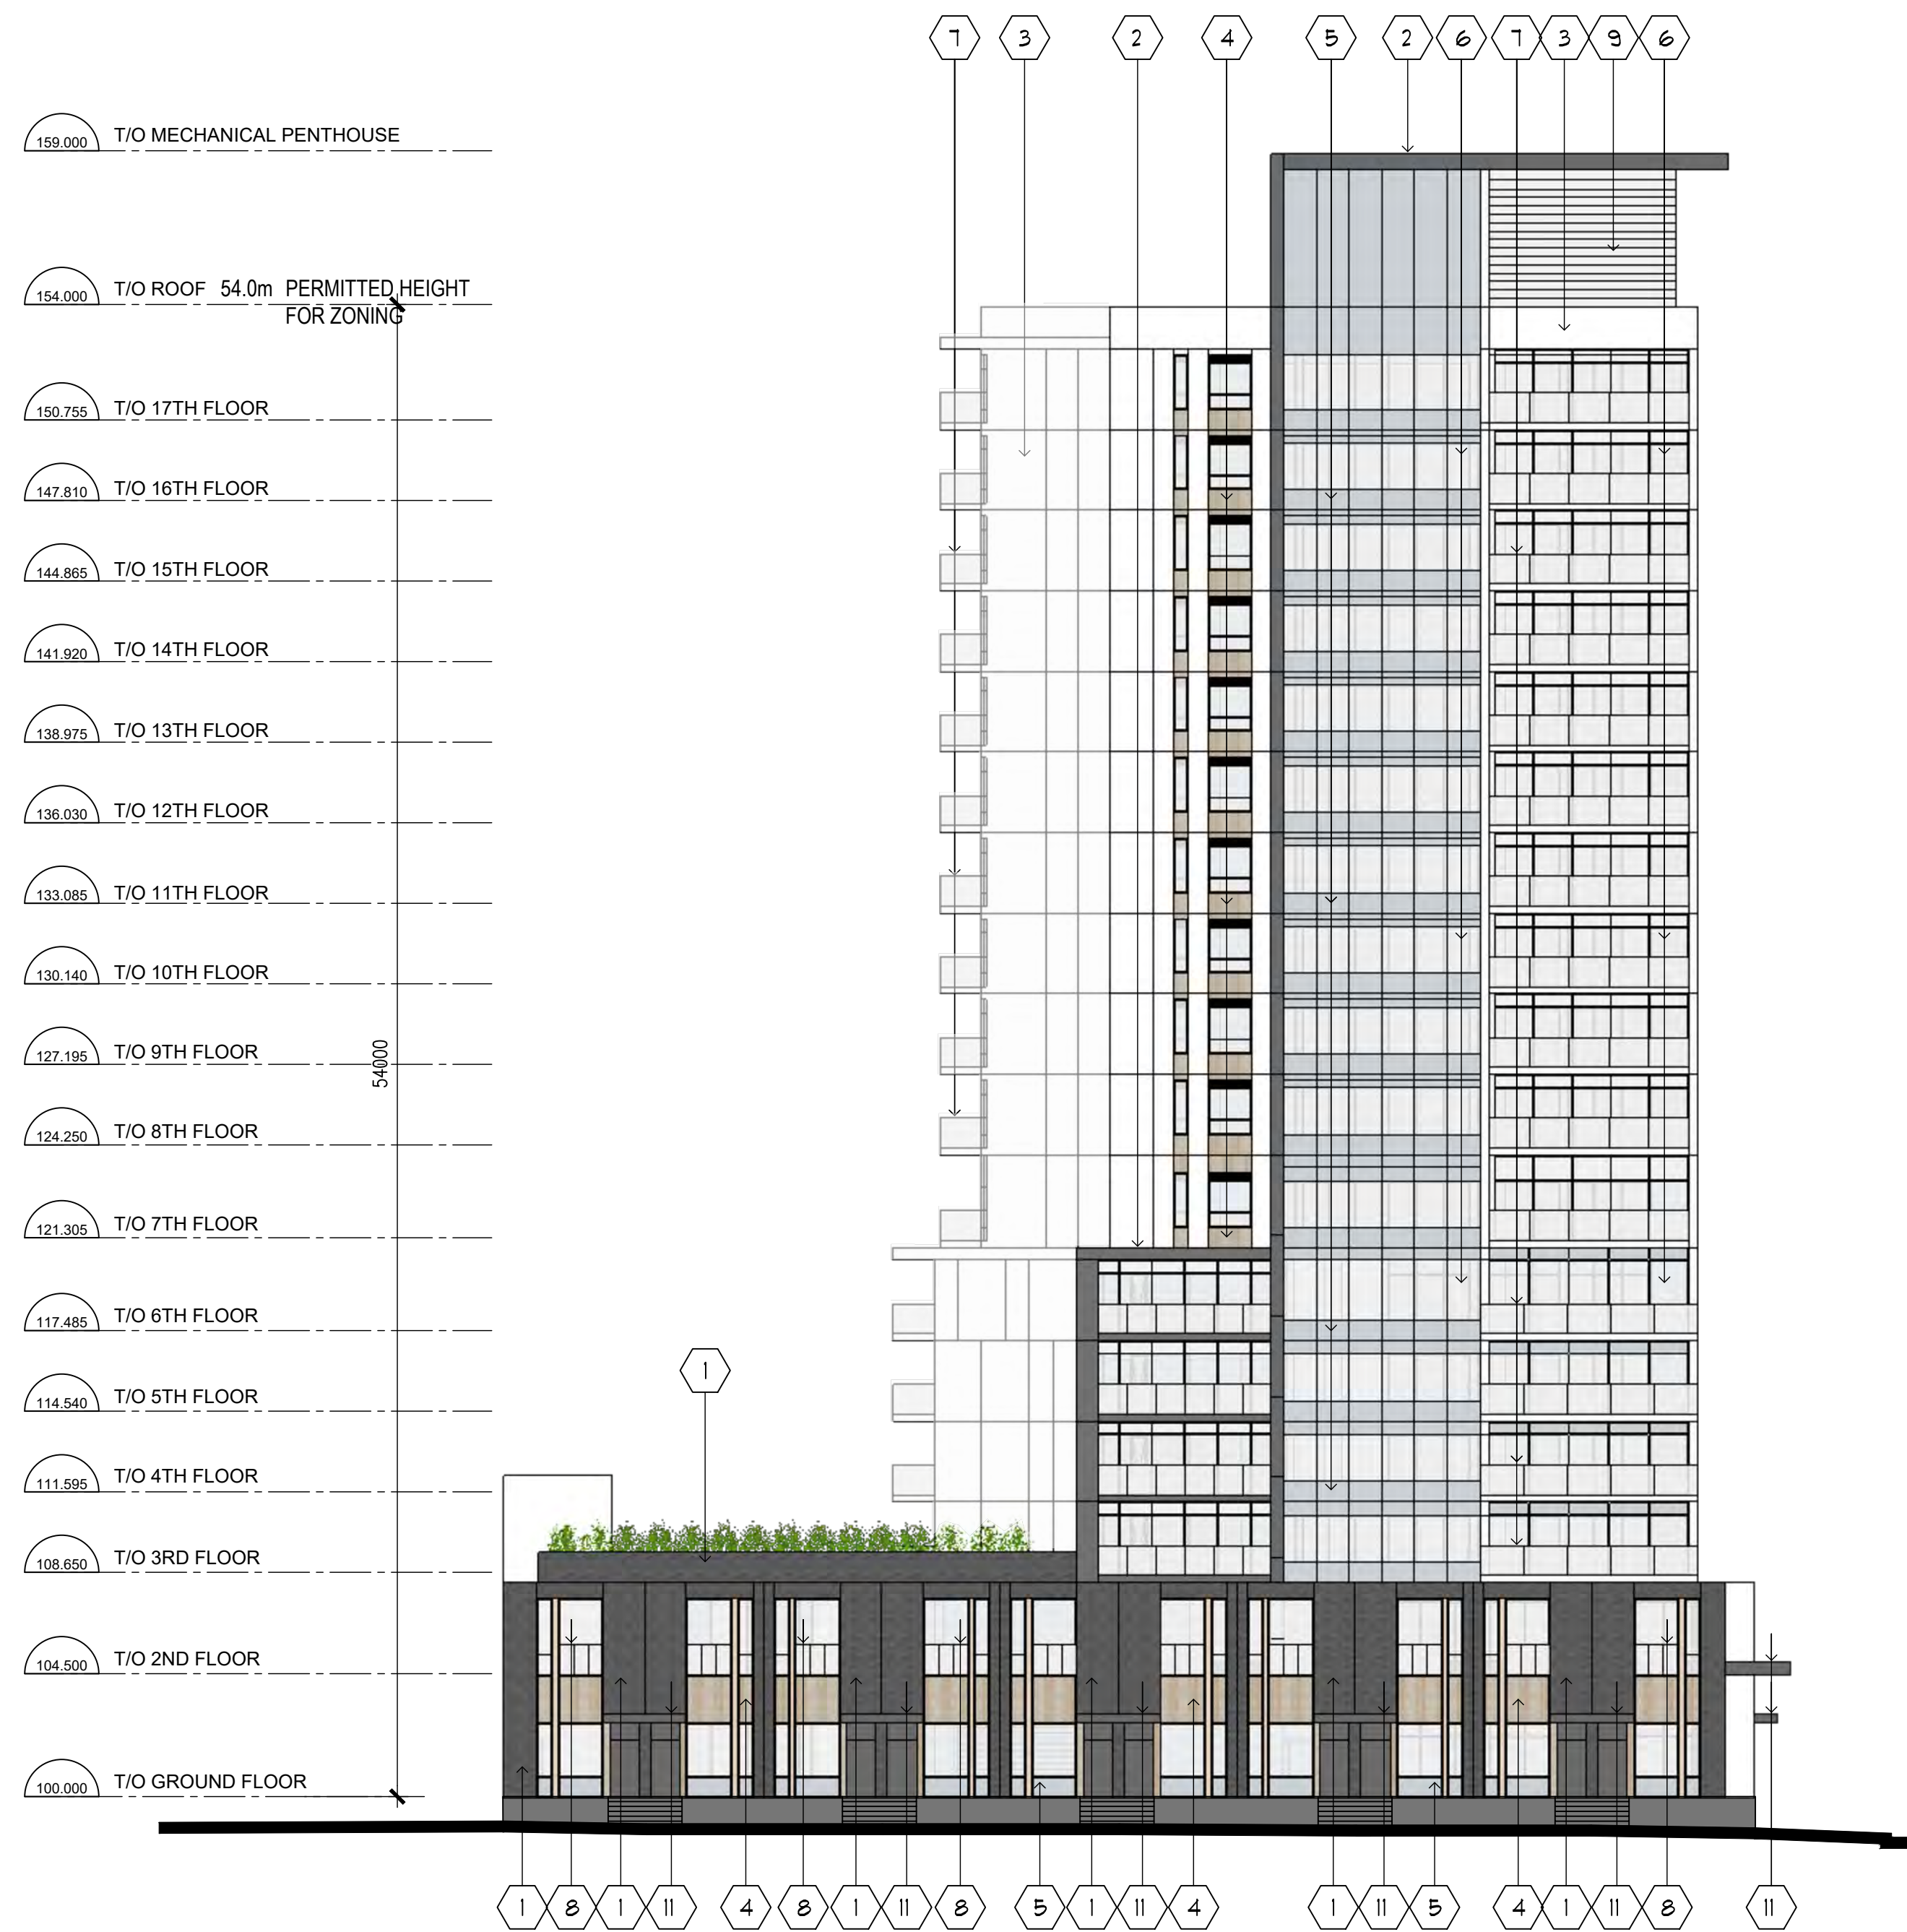 7 3 2 4 5 2 6 7 3 9 6
159.000 T/O MECHANICAL PENTHOUSE
154.000 T/O ROOF 54.0m PERMITTED HEIGHT
FOR ZONING
150.755 T/O 17TH FLOOR
147.810 T/O 16TH FLOOR
144.865 T/O 15TH FLOOR
141.920 T/O 14TH FLOOR
138.975 T/O 13TH FLOOR
136.030 T/O 12TH FLOOR
133.085 T/O 11TH FLOOR
130.140 T/O 10TH FLOOR
127.195 T/O 9TH FLOOR
54000
124.250 T/O 8TH FLOOR
121.305 T/O 7TH FLOOR
117.485 T/O 6TH FLOOR
1
114.540 T/O 5TH FLOOR
111.595 T/O 4TH FLOOR
108.650 T/O 3RD FLOOR
104.500 T/O 2ND FLOOR
100.000 T/O GROUND FLOOR
1 8 1 11 4 8 1 11 8 5 1 11 4 1 11 5 4 1 11 8 11